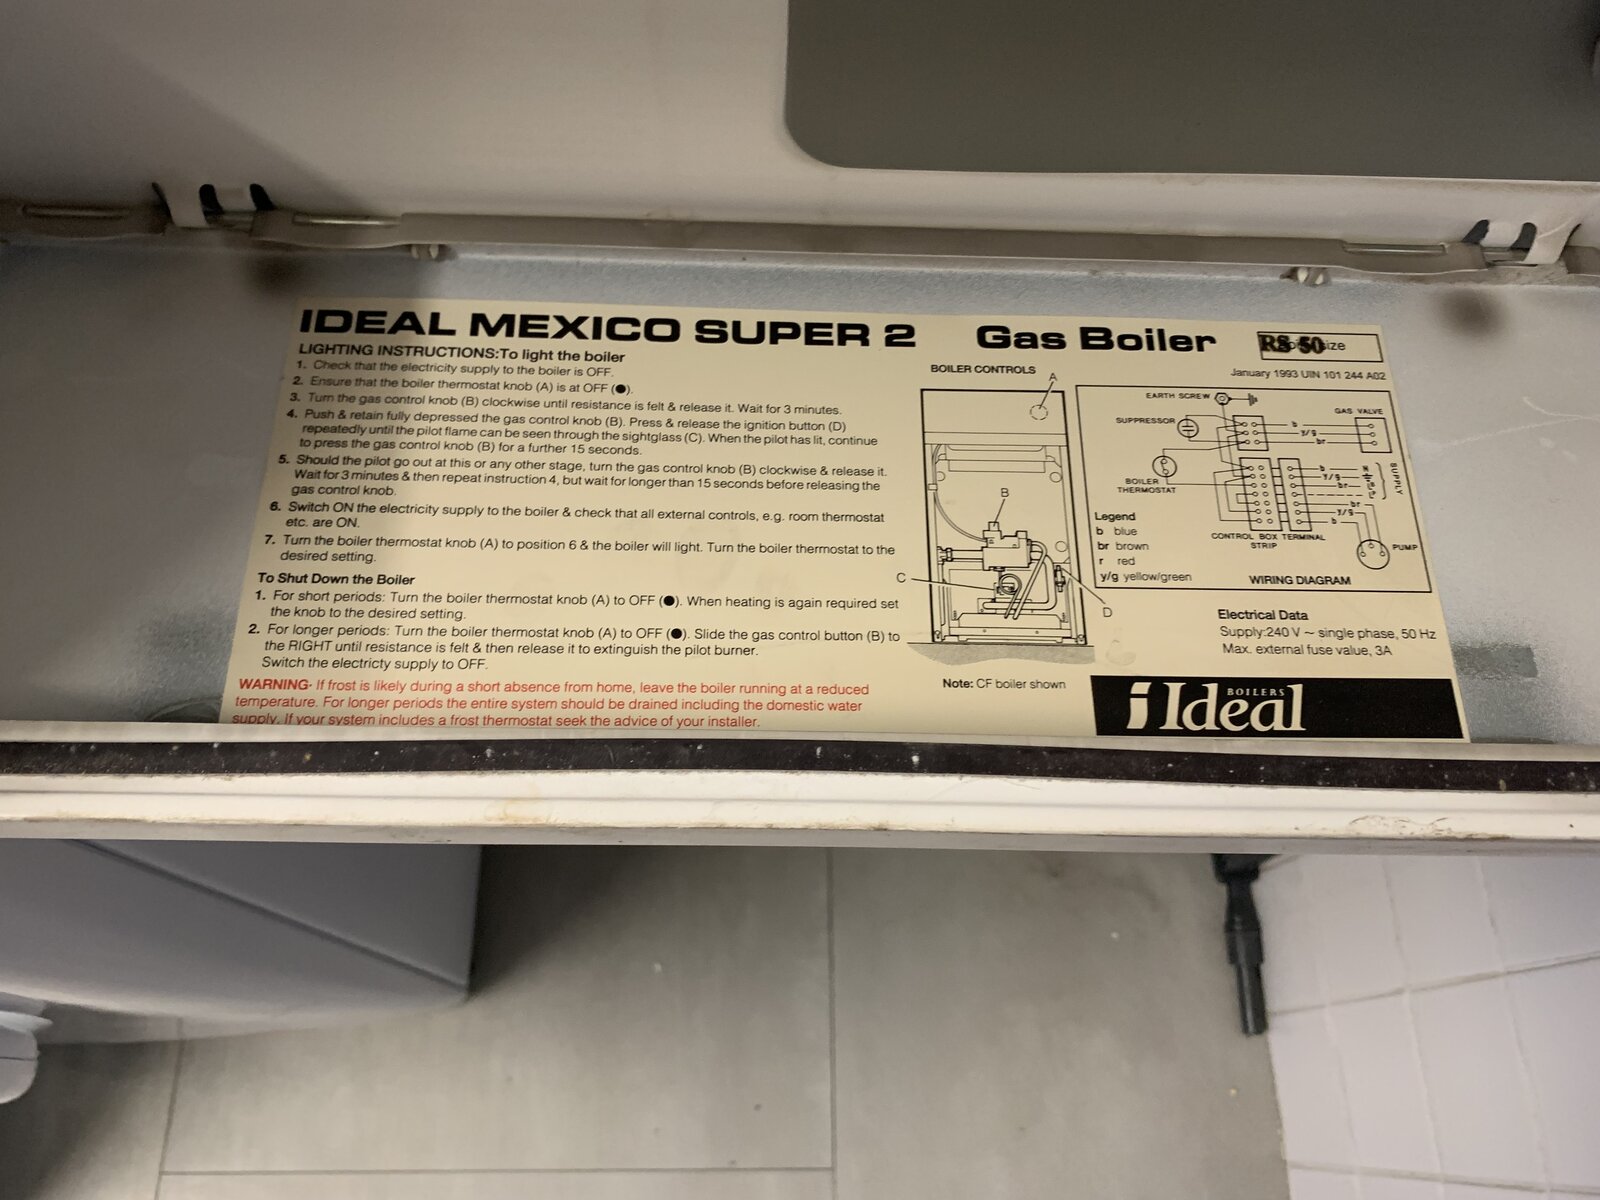 IDEAL MEXICO SUPER 2 Gas Boiler RS 50 size
January 1993 UIN 101 244 A02
LIGHTING INSTRUCTIONS:To light the boiler
1. Check that the electricity supply to the boiler is OFF.
2. Ensure that the boiler thermostat knob (A) is at OFF (●).
3. Turn the gas control knob (B) clockwise until resistance is felt & release it. Wait for 3 minutes.
4. Push & retain fully depressed the gas control knob (B). Press & release the ignition button (D)
repeatedly until the pilot flame can be seen through the sightglass (C). When the pilot has lit, continue
to press the gas control knob (B) for a further 15 seconds.
5. Should the pilot go out at this or any other stage, turn the gas control knob (B) clockwise & release it.
Wait for 3 minutes & then repeat instruction 4, but wait for longer than 15 seconds before releasing the
gas control knob.
6. Switch ON the electricity supply to the boiler & check that all external controls, e.g. room thermostat
etc. are ON.
7. Turn the boiler thermostat knob (A) to position 6 & the boiler will light. Turn the boiler thermostat to the
desired setting.
To Shut Down the Boiler
1. For short periods: Turn the boiler thermostat knob (A) to OFF (●). When heating is again required set
the knob to the desired setting.
2. For longer periods: Turn the boiler thermostat knob (A) to OFF (●). Slide the gas control button (B) to
the RIGHT until resistance is felt & then release it to extinguish the pilot burner.
Switch the electricty supply to OFF.
WARNING- If frost is likely during a short absence from home, leave the boiler running at a reduced
temperature. For longer periods the entire system should be drained including the domestic water
supply. If your system includes a frost thermostat seek the advice of your installer.
BOILER CONTROLS
A
B
C
D
Note: CF boiler shown
EARTH SCREW
SUPPRESSOR
GAS VALVE
b
y/g
br
BOILER
THERMOSTAT
b N
y/g
br
SUPPLY
br
y/g
b
PUMP
CONTROL BOX TERMINAL
STRIP
Legend
b blue
br brown
r red
y/g yellow/green
WIRING DIAGRAM
Electrical Data
Supply:240 V ~ single phase, 50 Hz
Max. external fuse value, 3A
i Ideal
BOILERS